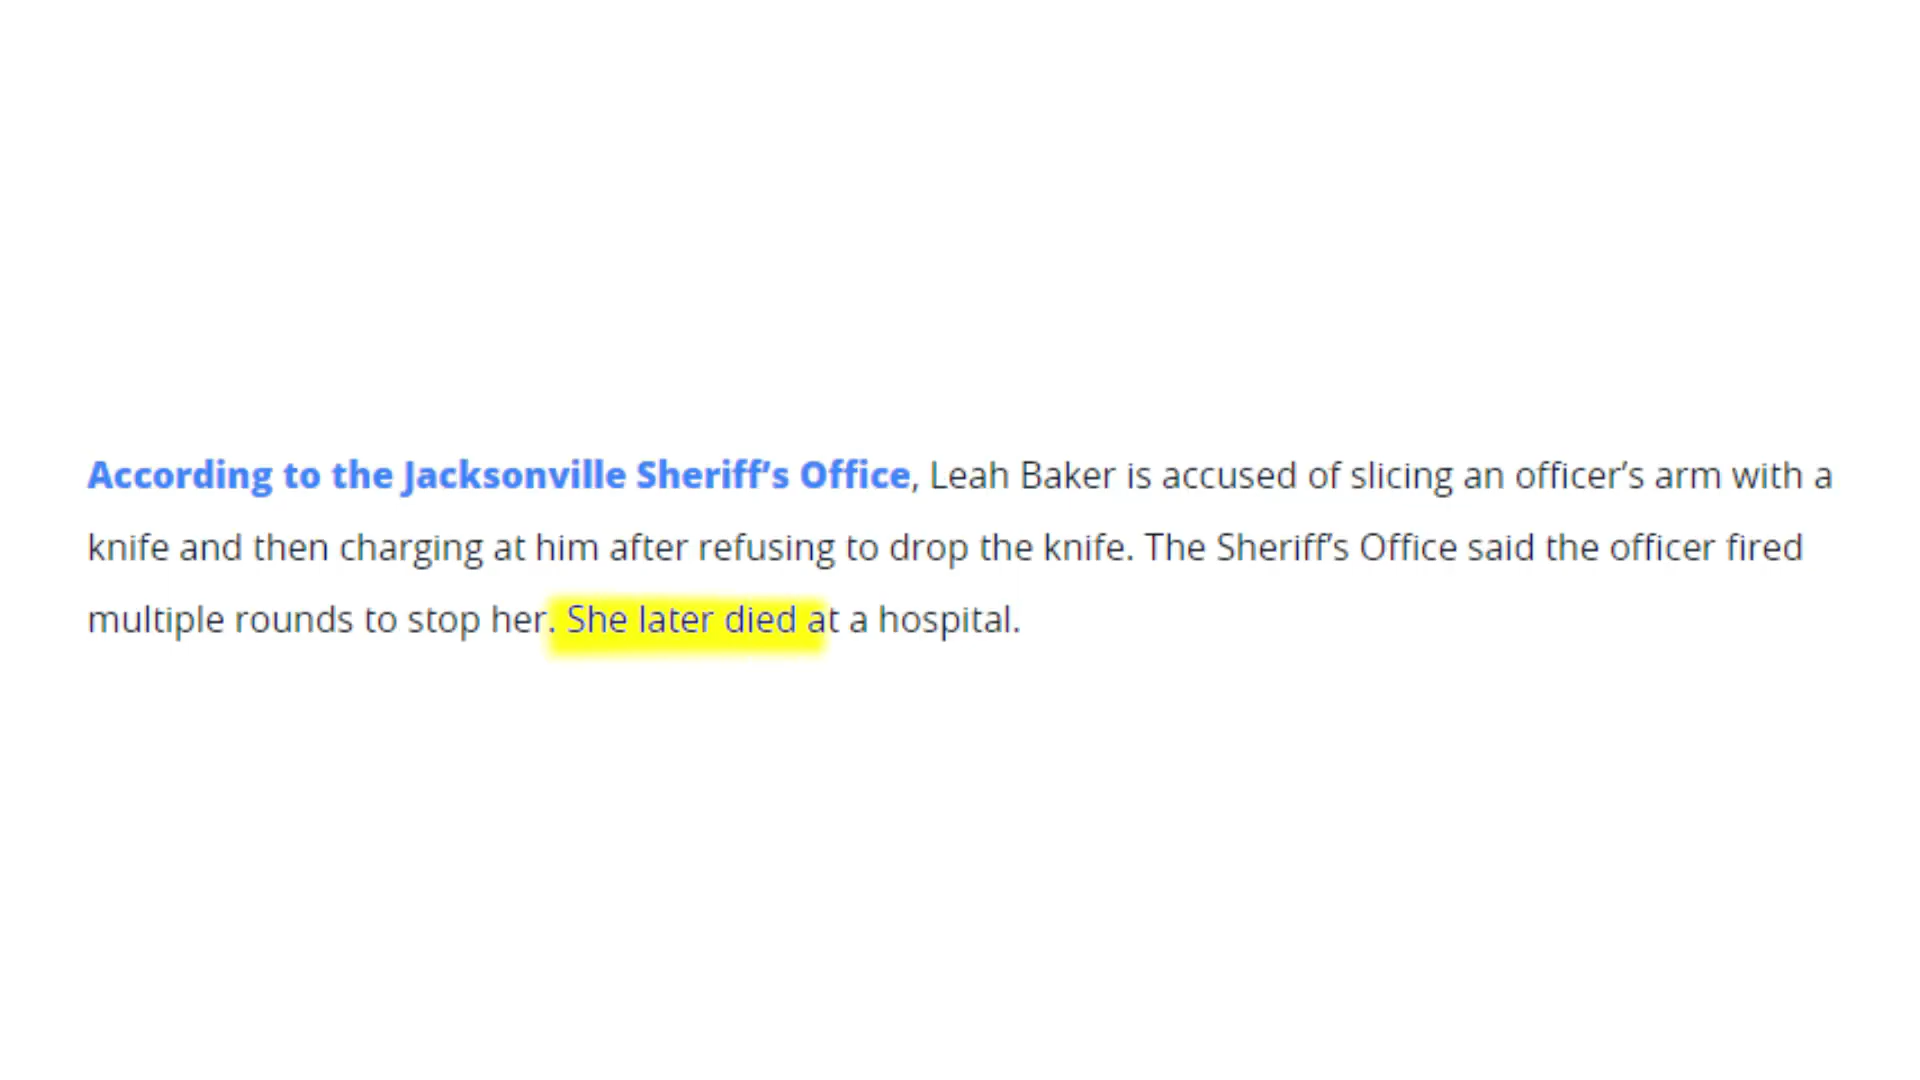 According to the Jacksonville Sheriff’s Office, Leah Baker is accused of slicing an officer’s arm with a
knife and then charging at him after refusing to drop the knife. The Sheriff’s Office said the officer fired
multiple rounds to stop her. She later died at a hospital.